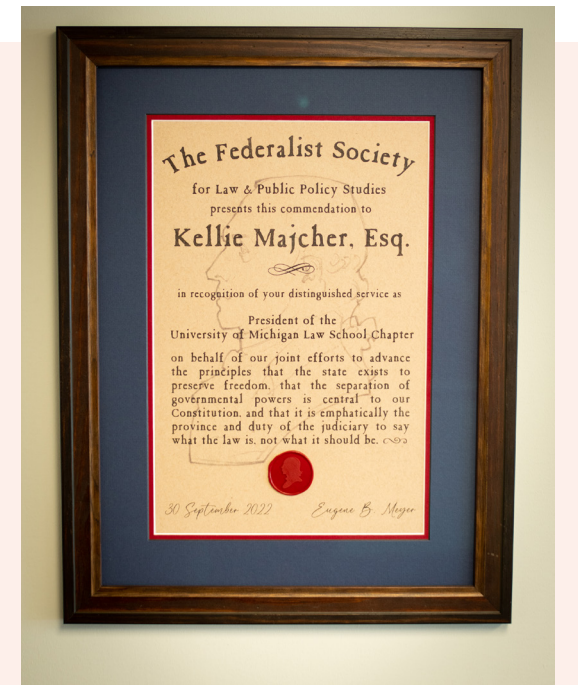 The Federalist Society
for Law & Public Policy Studies
presents this commendation to
Kellie Majcher, Esq.
in recognition of your distinguished service as
President of the
University of Michigan Law School Chapter
on behalf of our joint efforts to advance
the principles that the state exists to
preserve freedom, that the separation of
governmental powers is central to our
Constitution, and that it is emphatically the
province and duty of the judiciary to say
what the law is, not what it should be.
30 September 2022 Eugene B. Meyer